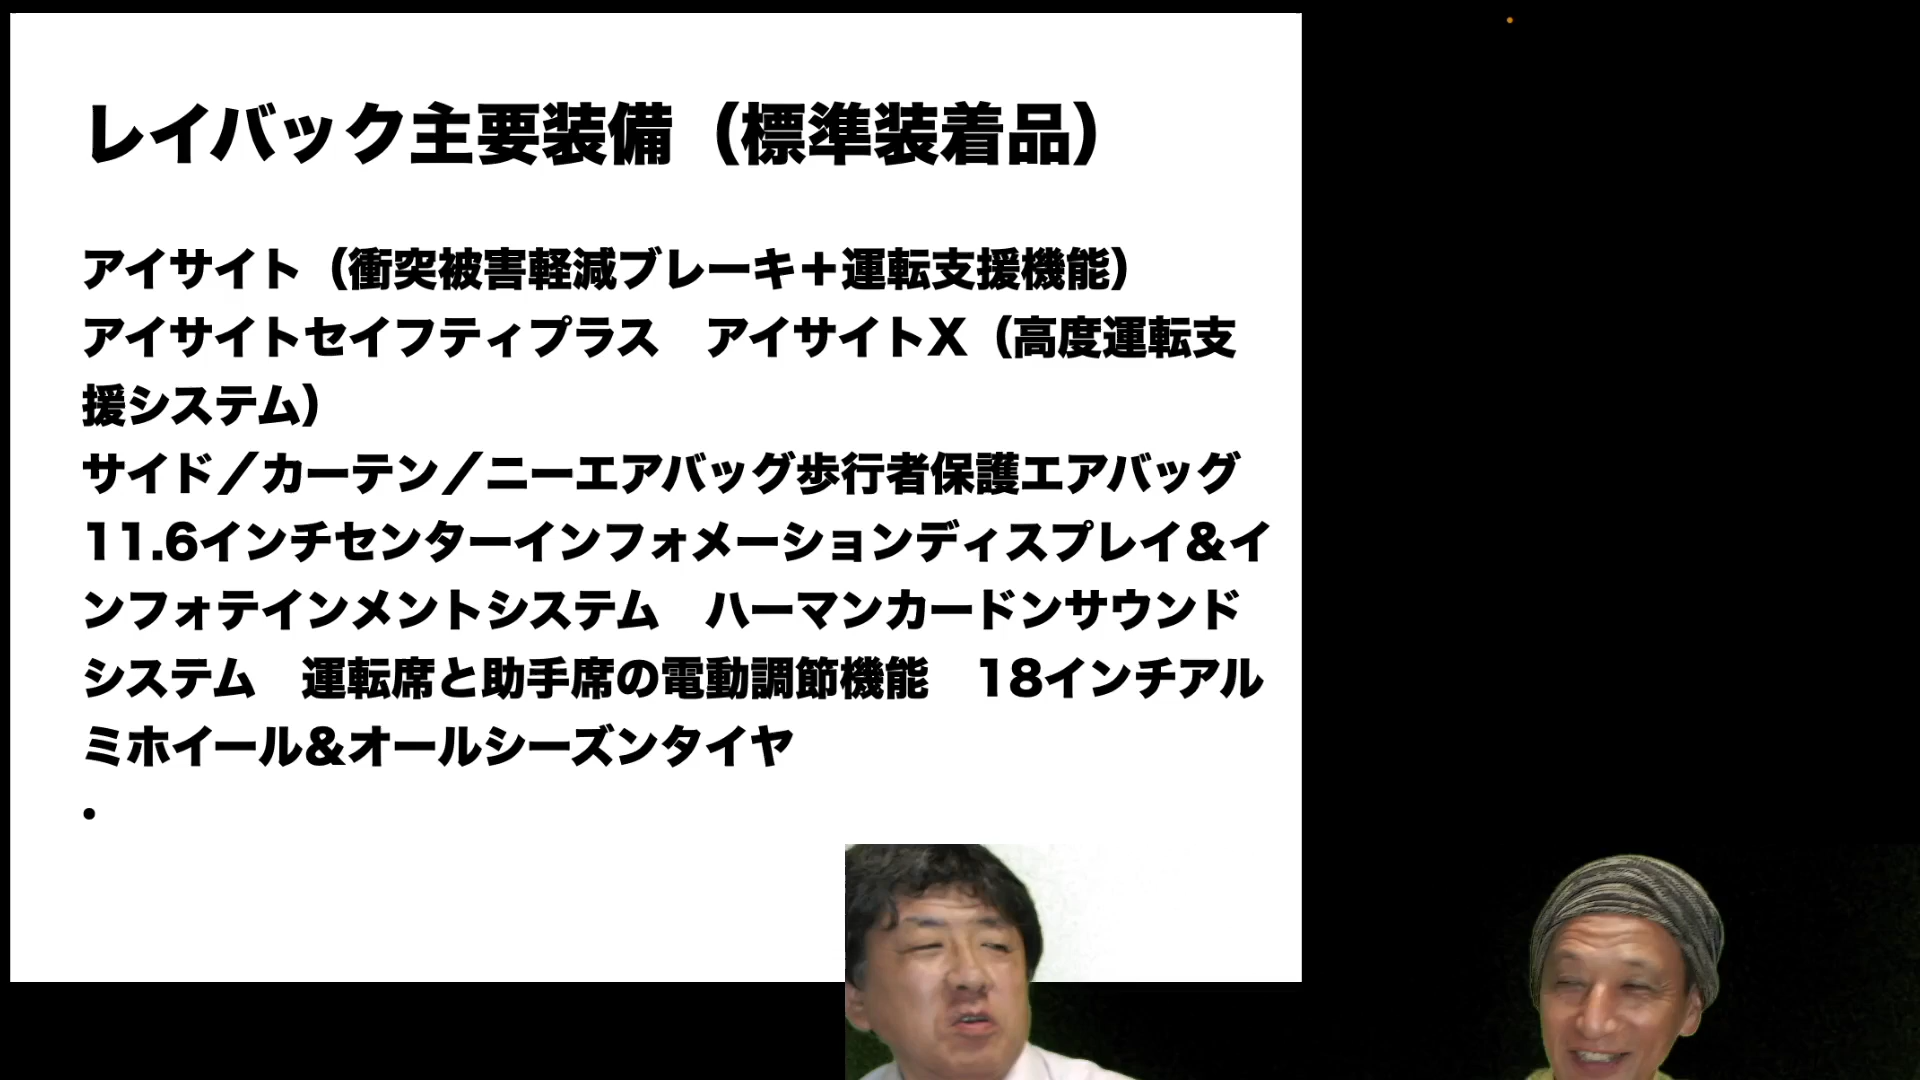 レイバック主要装備（標準装着品）
アイサイト（衝突被害軽減ブレーキ＋運転支援機能）
アイサイトセイフティプラス　アイサイトX（高度運転支
援システム）
サイド／カーテン／ニーエアバッグ歩行者保護エアバッグ
11.6インチセンターインフォメーションディスプレイ&イ
ンフォテインメントシステム　ハーマンカードンサウンド
システム　運転席と助手席の電動調節機能　18インチアル
ミホイール&オールシーズンタイヤ
•